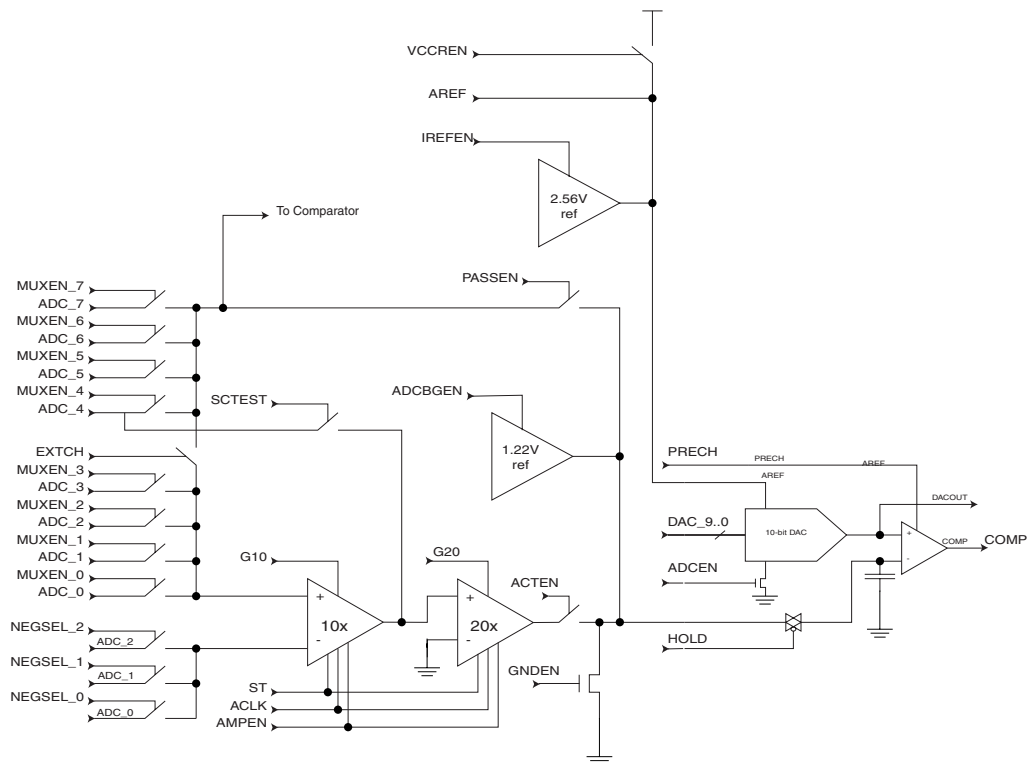 VCCREN
AREF
IREFEN
2.56V
ref
To Comparator
PASSEN
MUXEN_7
ADC_7
MUXEN_6
ADC_6
MUXEN_5
ADC_5
MUXEN_4
ADC_4
SCTEST
ADCBGEN
1.22V
ref
EXTCH
MUXEN_3
ADC_3
MUXEN_2
ADC_2
MUXEN_1
ADC_1
MUXEN_0
ADC_0
PRECH
PRECH
AREF
AREF
DACOUT
DAC_9..0
10-bit DAC
+
-
COMP
COMP
ADCEN
HOLD
G10
G20
ACTEN
+
10x
-
+
20x
-
NEGSEL_2
ADC_2
NEGSEL_1
ADC_1
NEGSEL_0
ADC_0
ST
ACLK
AMPEN
GNDEN